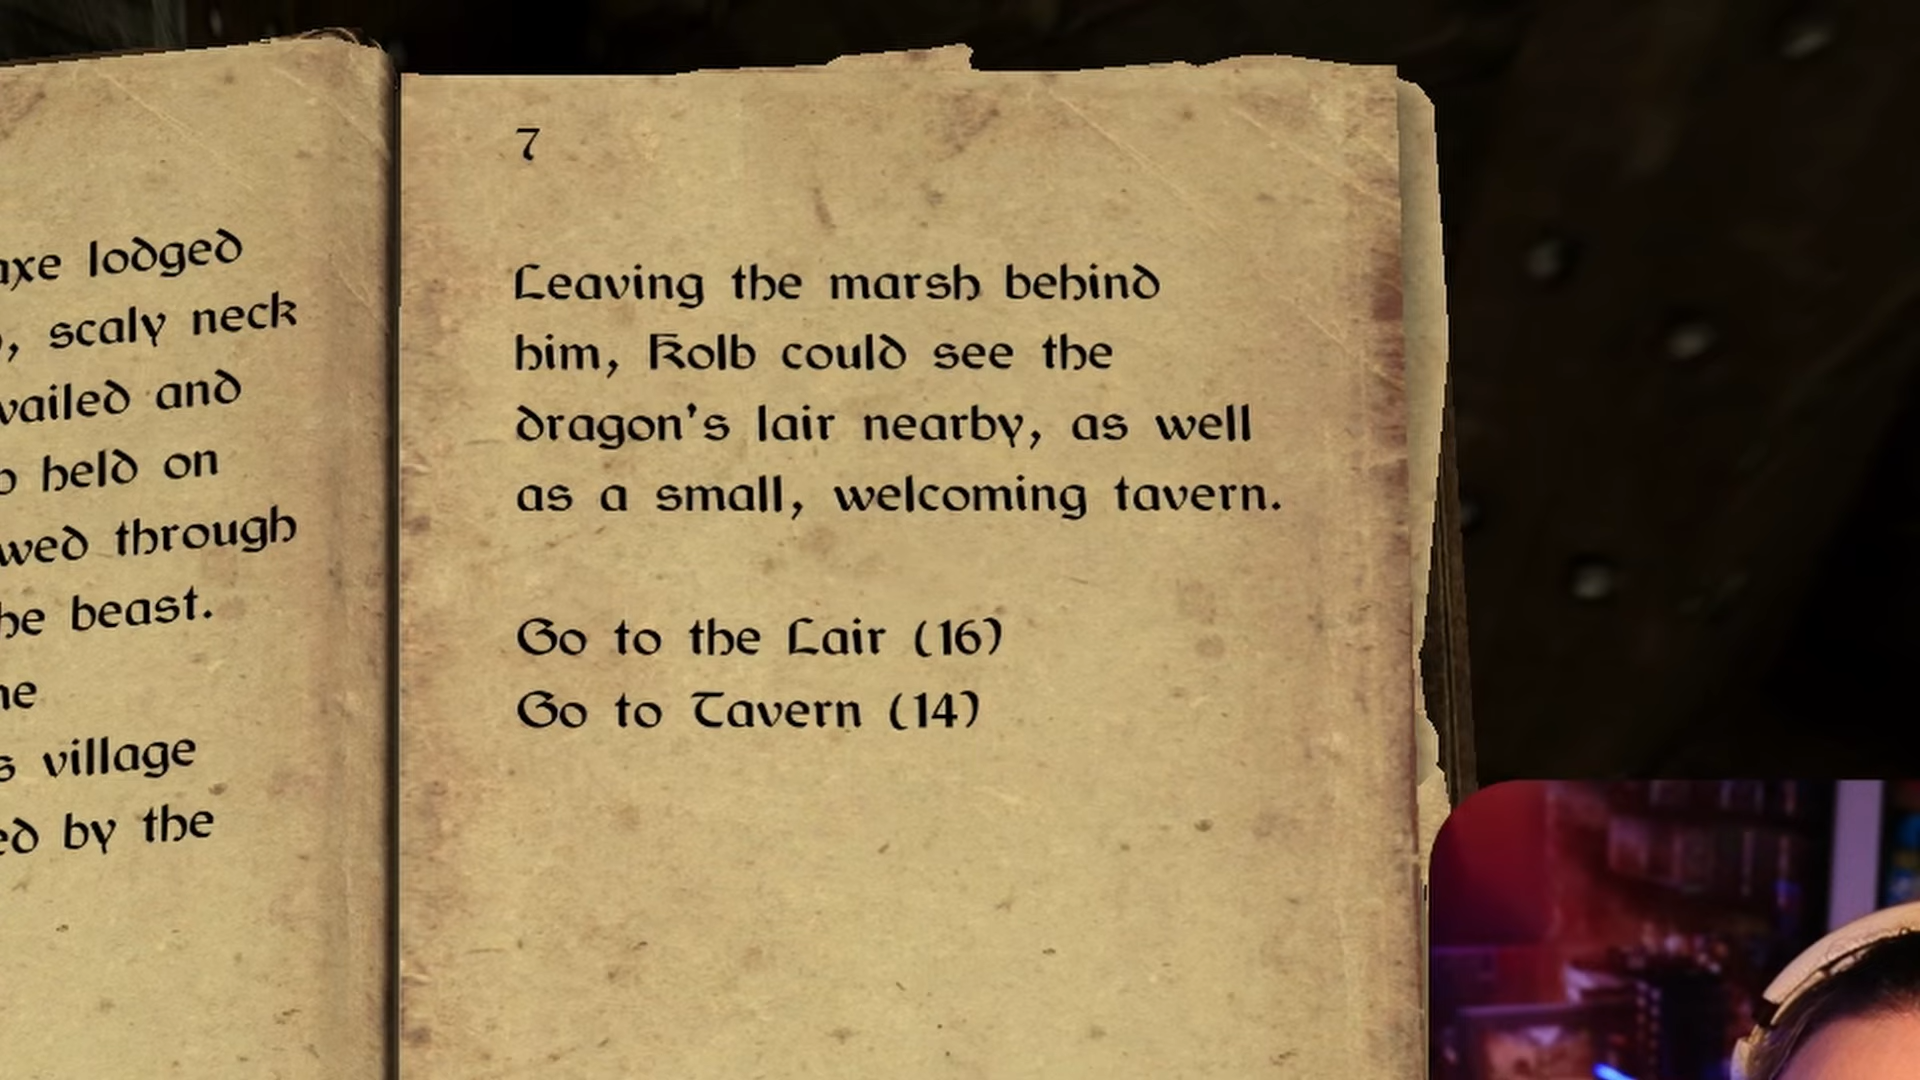 axe lodged
, scaly neck
vailed and
held on
wed through
he beast.
he
s village
ed by the
7
Leaving the marsh behind
him, Kolb could see the
dragon's lair nearby, as well
as a small, welcoming tavern.
Go to the Lair (16)
Go to Tavern (14)